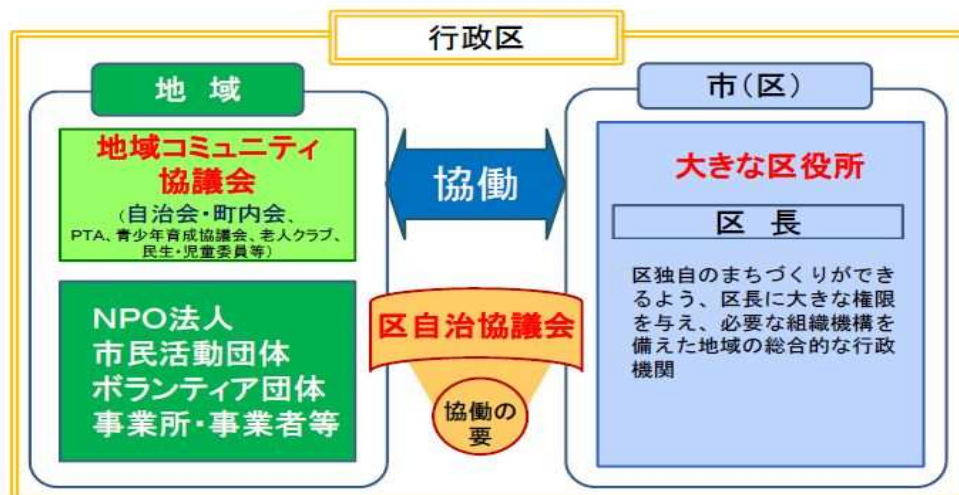 行政区
地 域
地域コミュニティ
協議会
(自治会・町内会、
PTA、青少年育成協議会、老人クラブ、
民生・児童委員等)
NPO法人
市民活動団体
ボランティア団体
事業所・事業者等
協働
区自治協議会
協働の
要
市(区)
大きな区役所
区 長
区独自のまちづくりができ
るよう、区長に大きな権限
を与え、必要な組織機構を
備えた地域の総合的な行政
機関